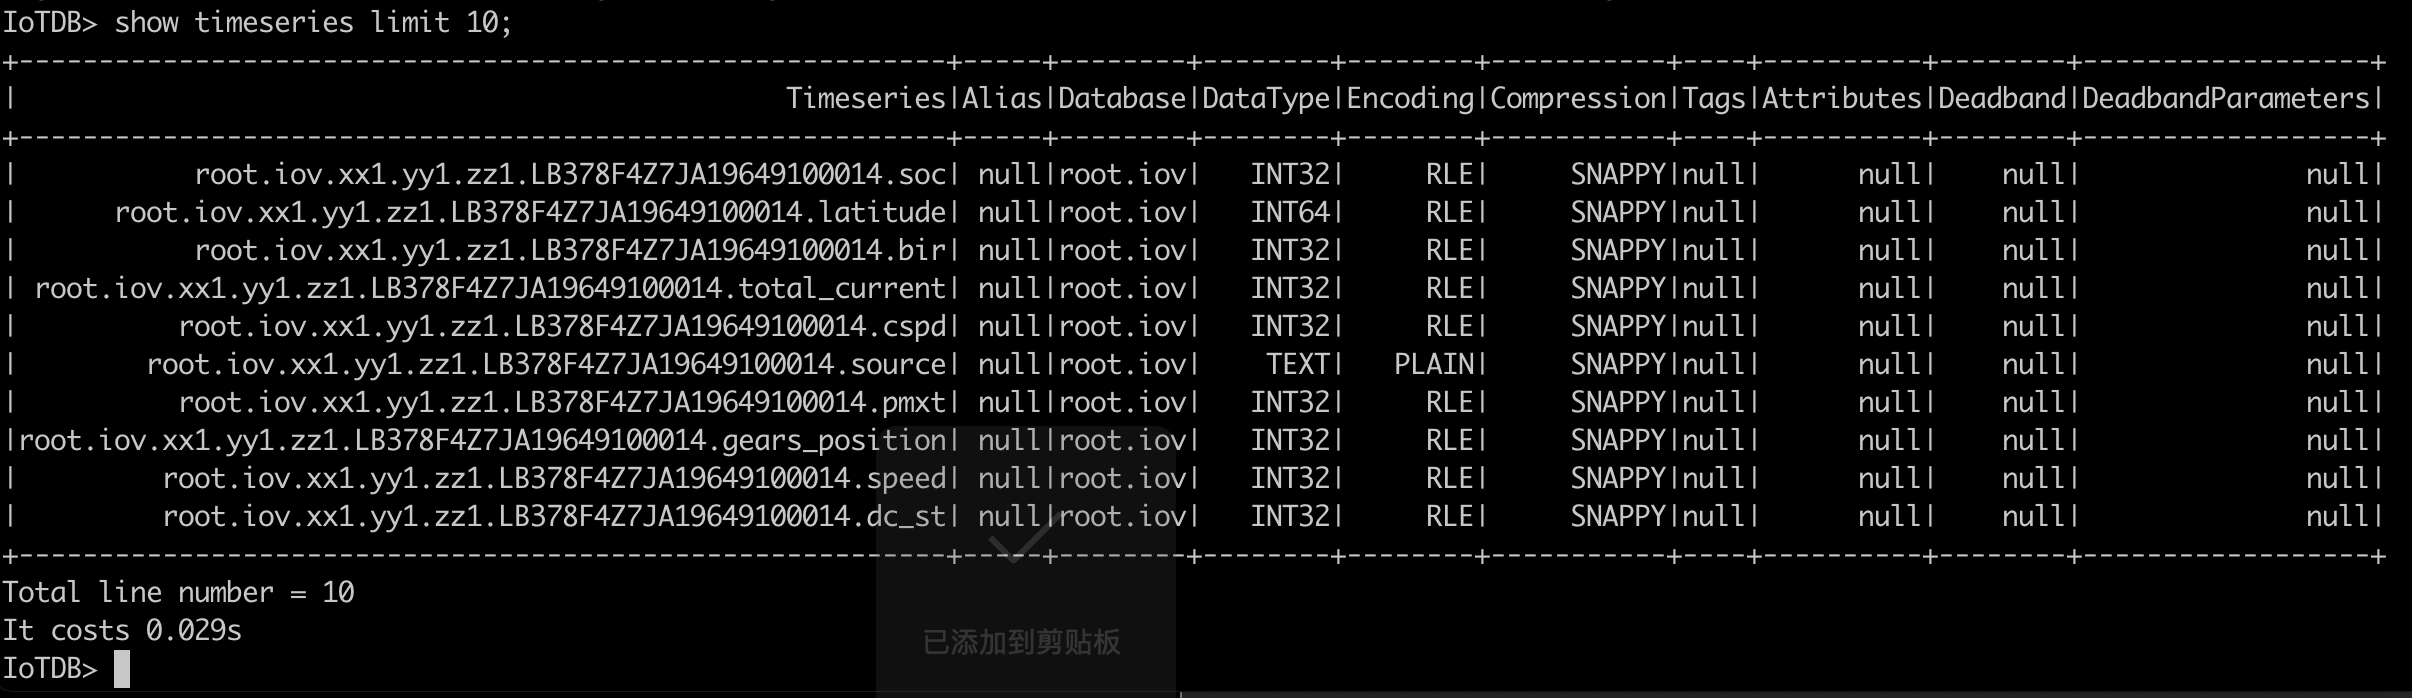 IoTDB> show timeseries limit 10;
+----------------------------------------------------------+-----+--------+--------+--------+-----------+----+----------+--------+------------------+
|                                                Timeseries|Alias|Database|DataType|Encoding|Compression|Tags|Attributes|Deadband|DeadbandParameters|
+----------------------------------------------------------+-----+--------+--------+--------+-----------+----+----------+--------+------------------+
|           root.iov.xx1.yy1.zz1.LB378F4Z7JA19649100014.soc| null|root.iov|   INT32|     RLE|     SNAPPY|null|      null|    null|              null|
|      root.iov.xx1.yy1.zz1.LB378F4Z7JA19649100014.latitude| null|root.iov|   INT64|     RLE|     SNAPPY|null|      null|    null|              null|
|           root.iov.xx1.yy1.zz1.LB378F4Z7JA19649100014.bir| null|root.iov|   INT32|     RLE|     SNAPPY|null|      null|    null|              null|
| root.iov.xx1.yy1.zz1.LB378F4Z7JA19649100014.total_current| null|root.iov|   INT32|     RLE|     SNAPPY|null|      null|    null|              null|
|          root.iov.xx1.yy1.zz1.LB378F4Z7JA19649100014.cspd| null|root.iov|   INT32|     RLE|     SNAPPY|null|      null|    null|              null|
|        root.iov.xx1.yy1.zz1.LB378F4Z7JA19649100014.source| null|root.iov|    TEXT|   PLAIN|     SNAPPY|null|      null|    null|              null|
|          root.iov.xx1.yy1.zz1.LB378F4Z7JA19649100014.pmxt| null|root.iov|   INT32|     RLE|     SNAPPY|null|      null|    null|              null|
|root.iov.xx1.yy1.zz1.LB378F4Z7JA19649100014.gears_position| null|root.iov|   INT32|     RLE|     SNAPPY|null|      null|    null|              null|
|         root.iov.xx1.yy1.zz1.LB378F4Z7JA19649100014.speed| null|root.iov|   INT32|     RLE|     SNAPPY|null|      null|    null|              null|
|         root.iov.xx1.yy1.zz1.LB378F4Z7JA19649100014.dc_st| null|root.iov|   INT32|     RLE|     SNAPPY|null|      null|    null|              null|
+----------------------------------------------------------+-----+--------+--------+--------+-----------+----+----------+--------+------------------+
Total line number = 10
It costs 0.029s
已添加到剪贴板
IoTDB>